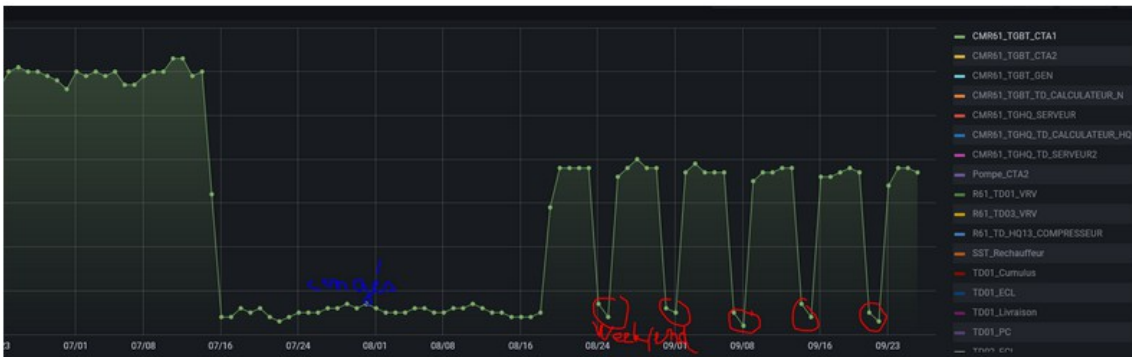 CMR61_TGBT_CTA1
CMR61_TGBT_CTA2
CMR61_TGBT_GEN
CMR61_TGBT_TD_CALCULATEUR_N
CMR61_TGHQ_SERVEUR
CMR61_TGHQ_TD_CALCULATEUR_HQ
CMR61_TGHQ_TD_SERVEUR2
Pompe_CTA2
R61_TD01_VRV
R61_TD03_VRV
R61_TD_HQ13_COMPRESSEUR
SST_Rechauffeur
TD01_Cumulus
TD01_ECL
TD01_Livraison
TD01_PC
congés
Week/end
23 07/01 07/08 07/16 07/24 08/01 08/08 08/16 08/24 09/01 09/08 09/16 09/23